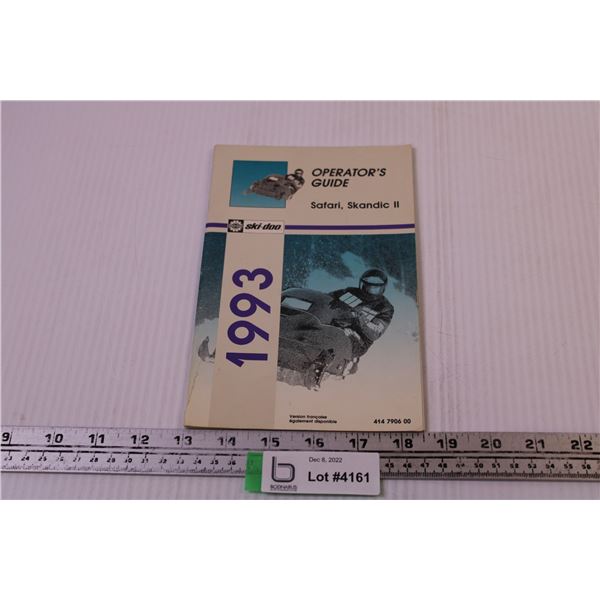 OPERATOR'S
GUIDE
Safari, Skandic II
ski-doo
1993
Version française
également disponible
414 7906 00
9 10 11 12 13 14 15 16 17 18 19 20 21 22
Dec 8, 2022
BODNARUS
Lot #4161